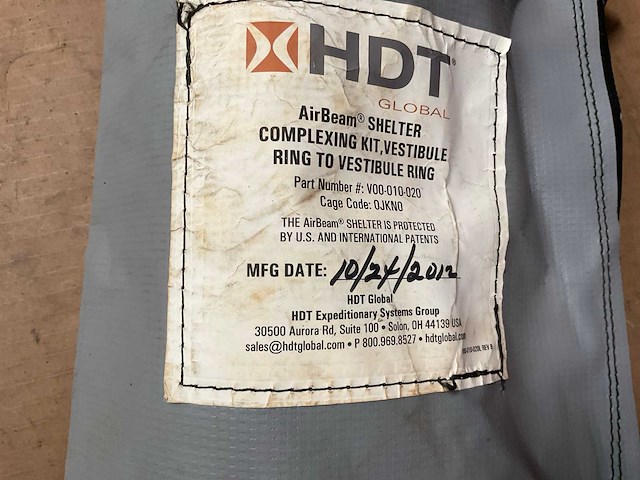 HDT®
GLOBAL
AirBeam® SHELTER
COMPLEXING KIT,VESTIBULE
RING TO VESTIBULE RING
Part Number #: V00-010-020
Cage Code: 0JKN0
THE AirBeam® SHELTER IS PROTECTED
BY U.S. AND INTERNATIONAL PATENTS
MFG DATE: 10/24/2012
HDT Global
HDT Expeditionary Systems Group
30500 Aurora Rd, Suite 100 • Solon, OH 44139 USA
sales@hdtglobal.com • P 800.969.8527 • hdtglobal.com